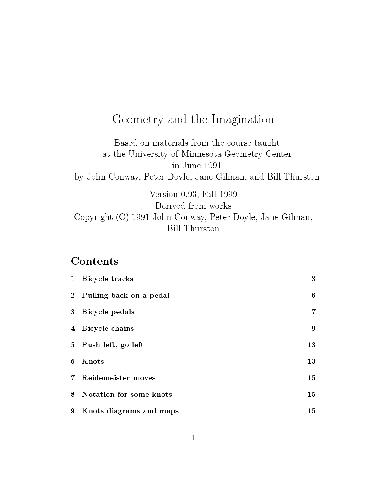 Geometry and the Imagination
Based on materials from the course taught
at the University of Minnesota Geometry Center
in June 1991
by John Conway, Peter Doyle, Jane Gilman, and Bill Thurston
Version 0.93, Fall 1999
Derived from works
Copyright (C) 1991 John Conway, Peter Doyle, Jane Gilman,
Bill Thurston
Contents
1 Bicycle tracks 3
2 Pulling back on a pedal 6
3 Bicycle pedals 7
4 Bicycle chains 9
5 Push left, go left 13
6 Knots 13
7 Reidemeister moves 15
8 Notation for some knots 15
9 Knots diagrams and maps 15
1